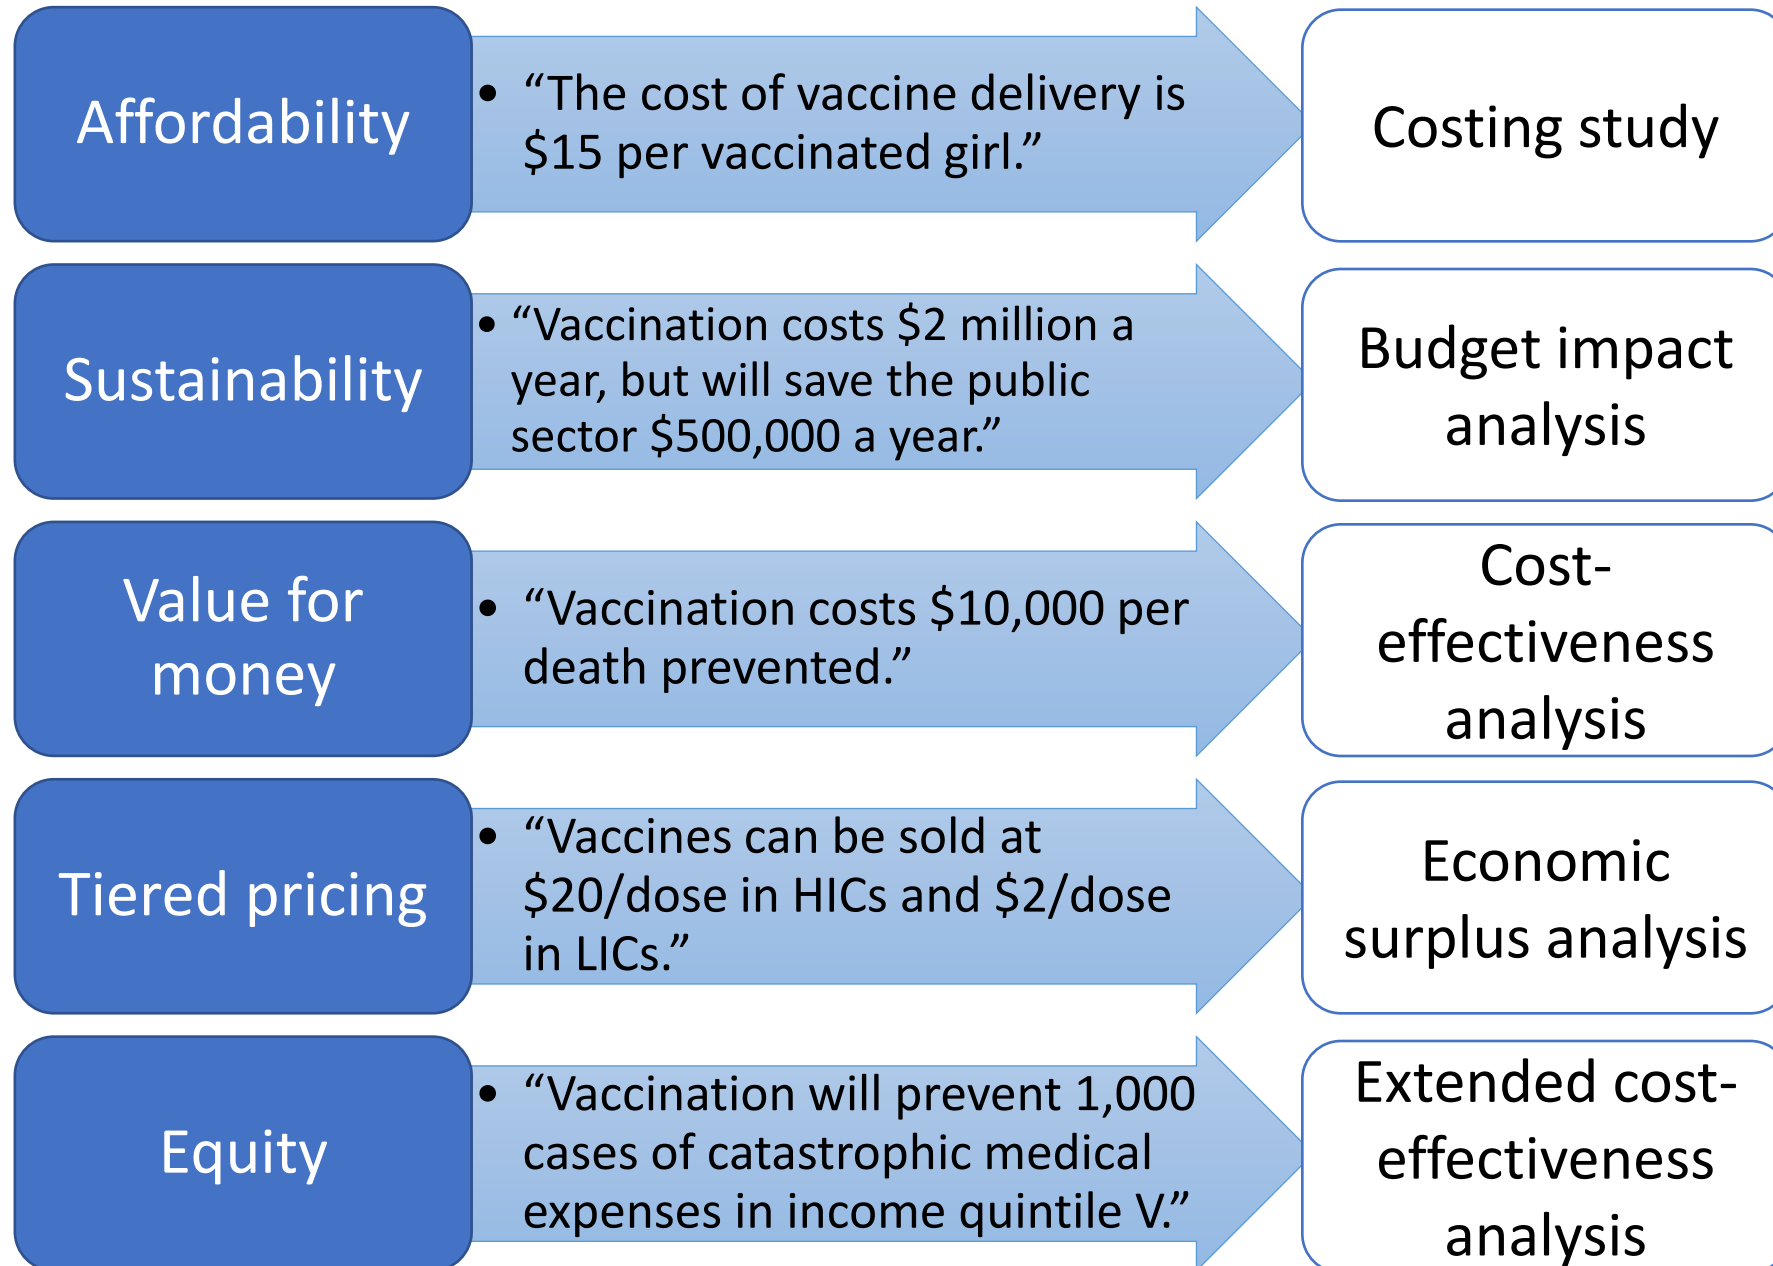 Affordability
• “The cost of vaccine delivery is
$15 per vaccinated girl.”
Costing study
Sustainability
• “Vaccination costs $2 million a
year, but will save the public
sector $500,000 a year.”
Budget impact
analysis
Value for
money
• “Vaccination costs $10,000 per
death prevented.”
Cost-
effectiveness
analysis
Tiered pricing
• “Vaccines can be sold at
$20/dose in HICs and $2/dose
in LICs.”
Economic
surplus analysis
Equity
• “Vaccination will prevent 1,000
cases of catastrophic medical
expenses in income quintile V.”
Extended cost-
effectiveness
analysis